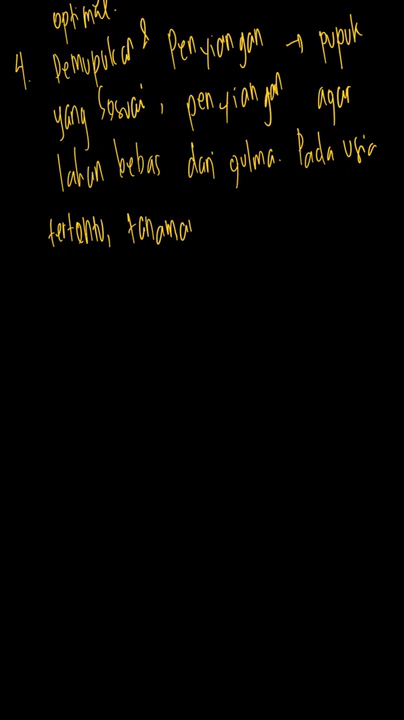 optimal.
4. Pemupukan & Penyiangan → pupuk
yang sesuai, penyiangan agar
lahan bebas dari gulma. Pada usia
tertentu, tanaman